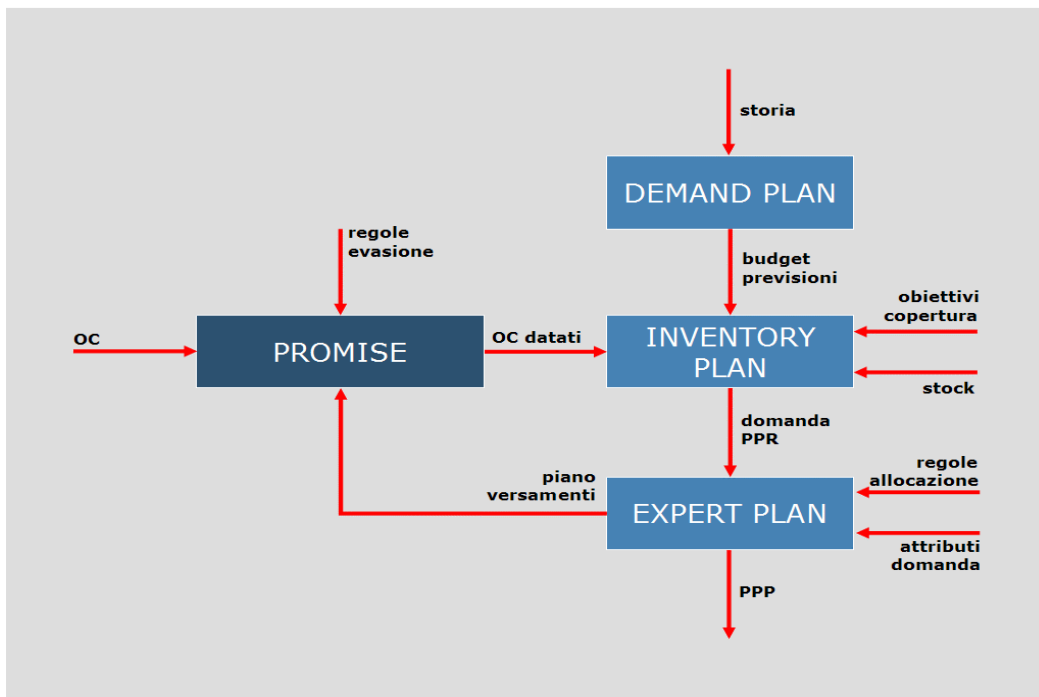 storia
DEMAND PLAN
regole
evasione
budget
previsioni
obiettivi
copertura
OC
PROMISE
OC datati
INVENTORY
PLAN
stock
domanda
PPR
piano
versamenti
regole
allocazione
EXPERT PLAN
attributi
domanda
PPP